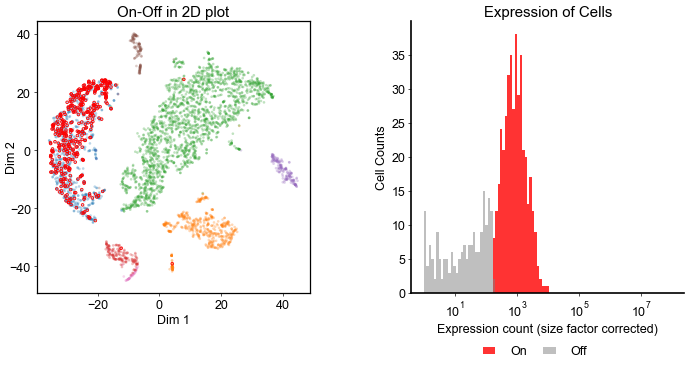 On-Off in 2D plot
Dim 2
40
20
0
−20
−40
−20
0
20
40
Dim 1
Expression of Cells
Cell Counts
35
30
25
20
15
10
5
0
10^1
10^3
10^5
10^7
Expression count (size factor corrected)
On
Off